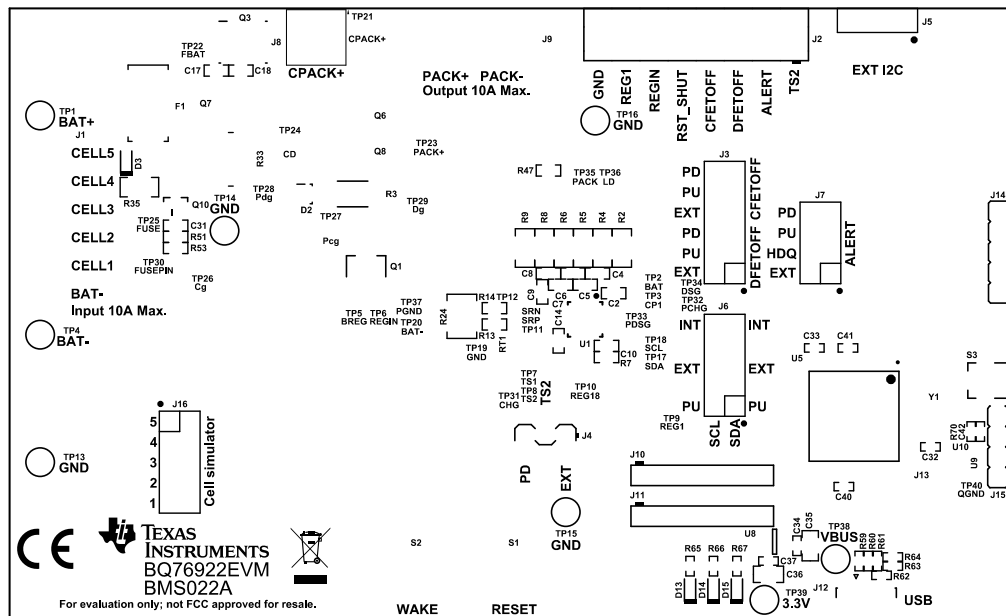 Q3
TP21
J8
CPACK+
CPACK+
TP22
FBAT
C17
C18
J9
J2
J5
EXT I2C
PACK+ PACK-
Output 10A Max.
GND
REG1
REGIN
RST_SHUT
CFETOFF
DFETOFF
ALERT
TS2
TP1
BAT+
F1
Q7
Q6
TP16
GND
J1
CELL5
D3
CELL4
R35
CELL3
CELL2
CELL1
BAT-
Input 10A Max.
TP24
R33
CD
Q8
TP23
PACK+
Q10
TP14
GND
TP28
Pdg
D2
TP27
R3
TP29
Dg
TP25
FUSE
C31
R51
R53
TP30
FUSEPIN
TP26
Cg
Pcg
Q1
R47
TP35 TP36
PACK LD
R9
R8
R6
R5
R4
R2
C8
C4
C9
C6
C5
C7
C2
J3
PD
PU
EXT
PD
PU
EXT
DFETOFF CFETOFF
J7
PD
PU
HDQ
EXT
ALERT
J14
TP2
BAT
TP3
CP1
TP34
DSG
TP32
PCHG
TP4
BAT-
TP5 TP6
BREG REGIN
TP37
PGND
TP20
BAT-
R24
R14
TP12
R13
RT1
TP19
GND
SRN
SRP
TP11
C14
U1
C10
R7
TP33
PDSG
TP18
SCL
TP17
SDA
J6
INT
INT
EXT
EXT
PU
PU
SCL
SDA
U5
C33
C41
S3
Y1
TP7
TS1
TP8
TS2
TP31
CHG
TS2
TP10
REG18
TP9
REG1
J4
PD
EXT
C32
R70
C42
U10
U9
J13
TP40
QGND
J15
C40
TP13
GND
J16
5
4
3
2
1
Cell simulator
J10
J11
TP15
GND
U8
C34
C35
TP38
VBUS
R59
R60
R61
R64
R63
R62
C37
C36
R65
R66
R67
D13
D14
D15
TP39
3.3V
J12
USB
S2
S1
WAKE
RESET
CE
TEXAS
INSTRUMENTS
BQ76922EVM
BMS022A
For evaluation only; not FCC approved for resale.